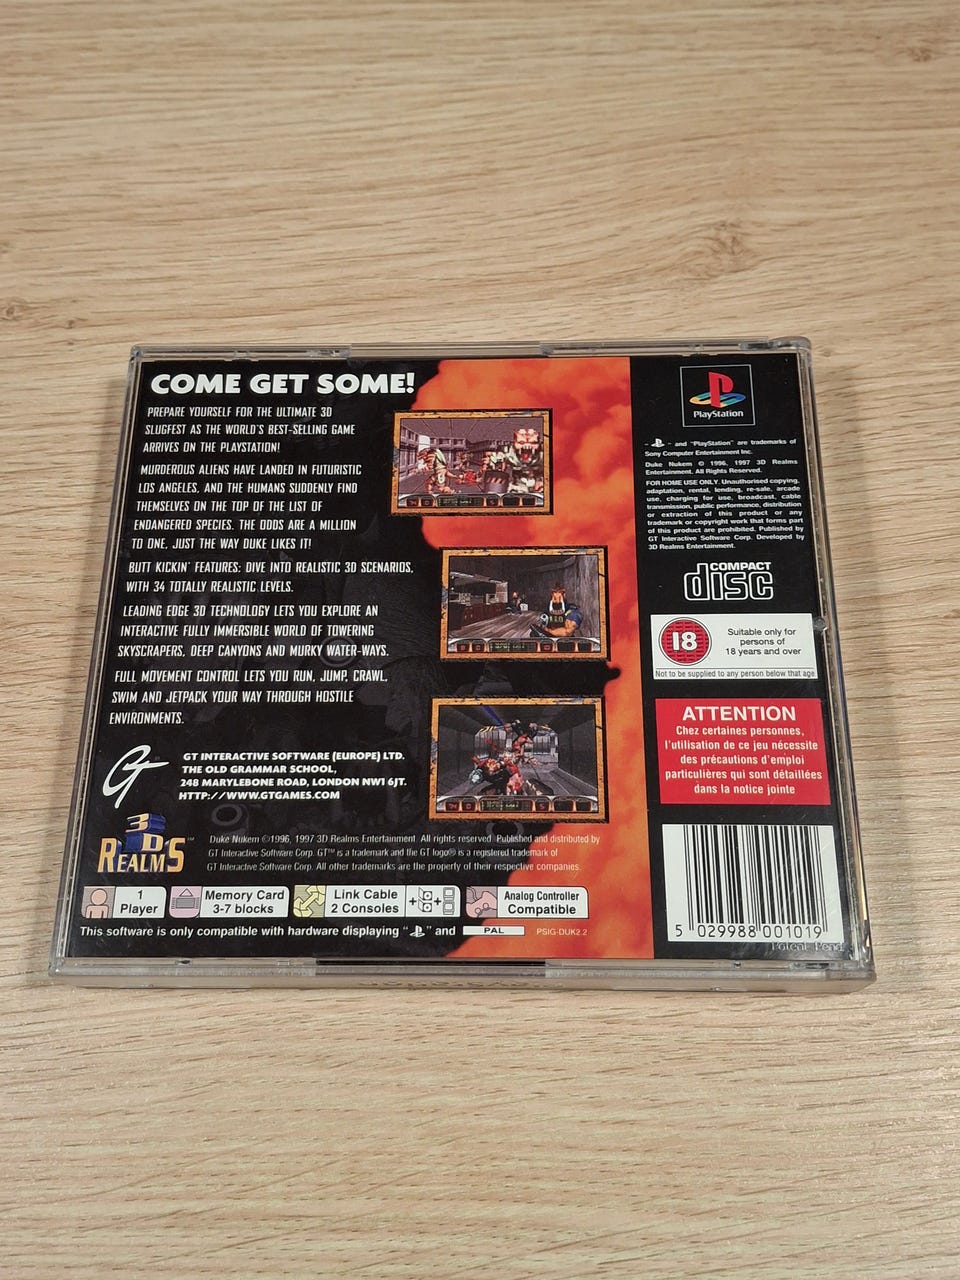 COME GET SOME!
PREPARE YOURSELF FOR THE ULTIMATE 3D
SLUGFEST AS THE WORLD'S BEST-SELLING GAME
ARRIVES ON THE PLAYSTATION!
MURDEROUS ALIENS HAVE LANDED IN FUTURISTIC
LOS ANGELES, AND THE HUMANS SUDDENLY FIND
THEMSELVES ON THE TOP OF THE LIST OF
ENDANGERED SPECIES. THE ODDS ARE A MILLION
TO ONE, JUST THE WAY DUKE LIKES IT!
BUTT KICKIN' FEATURES: DIVE INTO REALISTIC 3D SCENARIOS,
WITH 34 TOTALLY REALISTIC LEVELS.
LEADING EDGE 3D TECHNOLOGY LETS YOU EXPLORE AN
INTERACTIVE FULLY IMMERSIBLE WORLD OF TOWERING
SKYSCRAPERS, DEEP CANYONS AND MURKY WATER-WAYS.
FULL MOVEMENT CONTROL LETS YOU RUN, JUMP, CRAWL,
SWIM AND JETPACK YOUR WAY THROUGH HOSTILE
ENVIRONMENTS.
GT
GT INTERACTIVE SOFTWARE (EUROPE) LTD.
THE OLD GRAMMAR SCHOOL,
248 MARYLEBONE ROAD, LONDON NW1 6JT.
HTTP://WWW.GTGAMES.COM
3D
REALMS™
Duke Nukem ©1996, 1997 3D Realms Entertainment. All rights reserved. Published and distributed by
GT Interactive Software Corp. GT™ is a trademark and the GT logo® is a registered trademark of
GT Interactive Software Corp. All other trademarks are the property of their respective companies.
1
Player
Memory Card
3-7 blocks
Link Cable
2 Consoles
Analog Controller
Compatible
This software is only compatible with hardware displaying " " and PAL PSIG-DUK2.2
PlayStation
" " and "PlayStation" are trademarks of
Sony Computer Entertainment Inc.
Duke Nukem © 1996, 1997 3D Realms
Entertainment. All Rights Reserved.
FOR HOME USE ONLY. Unauthorised copying,
adaptation, rental, lending, re-sale, arcade
use, charging for use, broadcast, cable
transmission, public performance, distribution
or extraction of this product or any
trademark or copyright work that forms part
of this product are prohibited. Published by
GT Interactive Software Corp. Developed by
3D Realms Entertainment.
COMPACT
disc
18
Suitable only for
persons of
18 years and over
Not to be supplied to any person below that age
ATTENTION
Chez certaines personnes,
l'utilisation de ce jeu nécessite
des précautions d'emploi
particulières qui sont détaillées
dans la notice jointe
5 029988 001019
Patent Pend